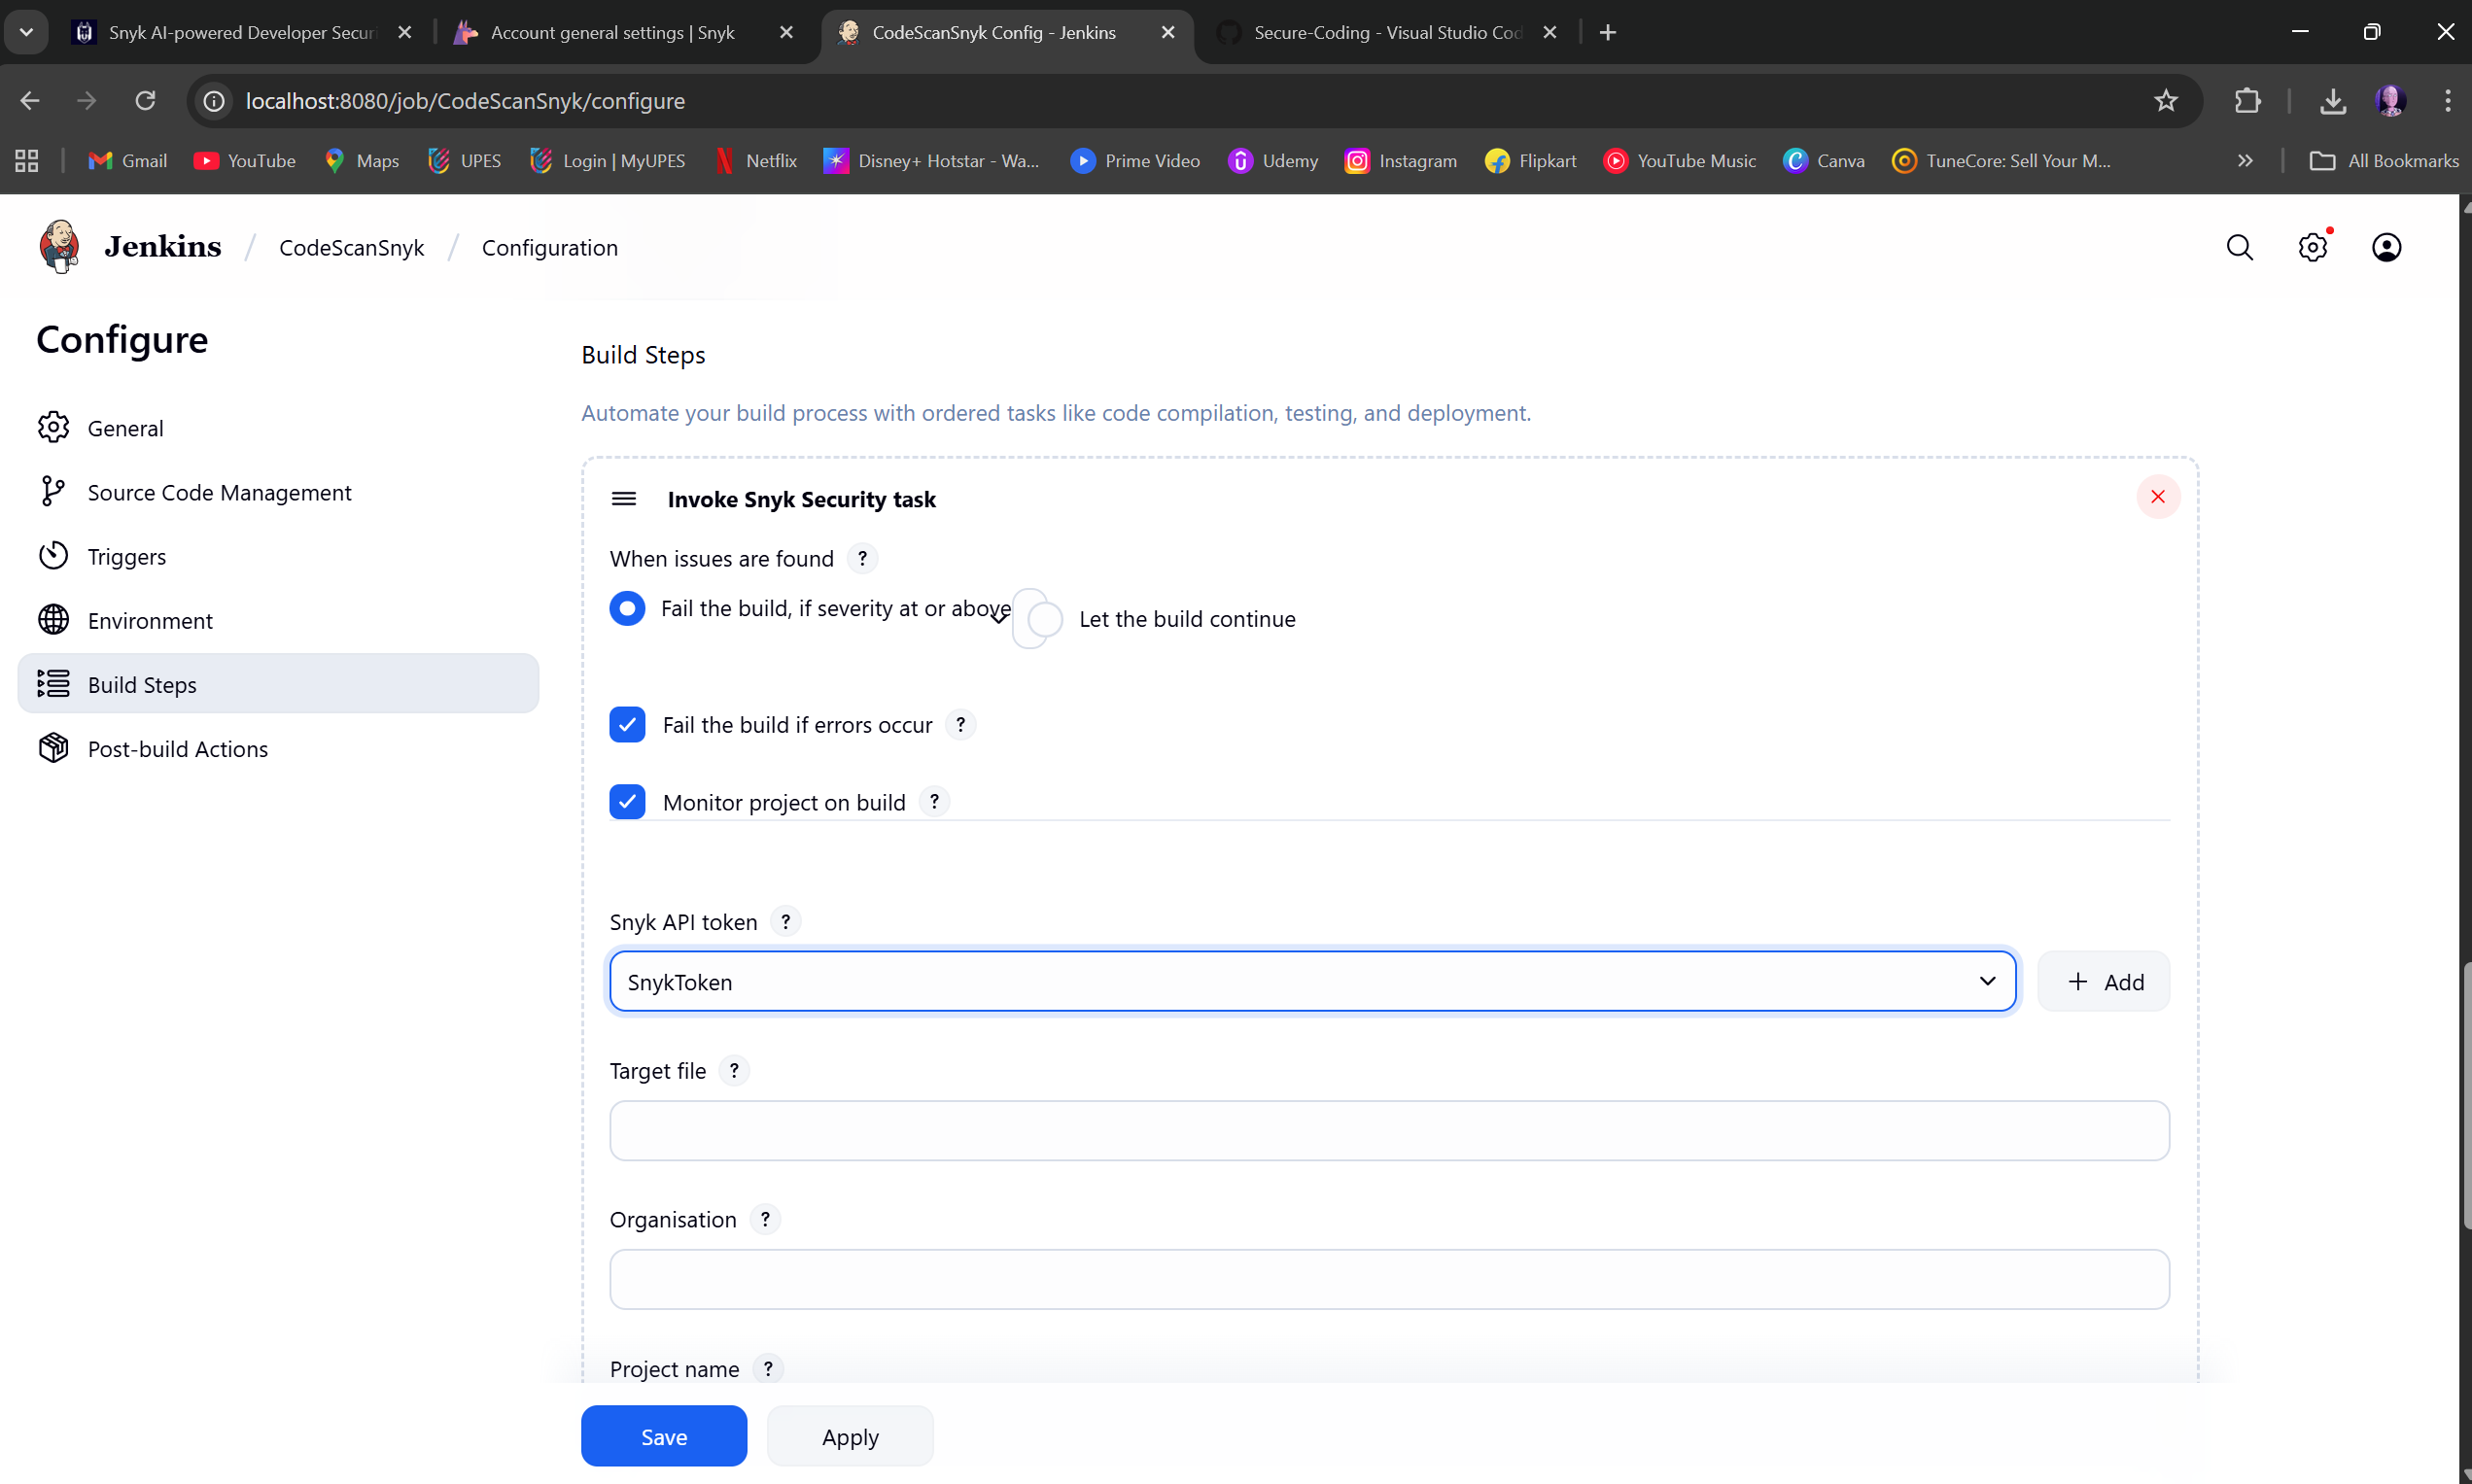 Snyk AI-powered Developer Secur
Account general settings | Snyk
CodeScanSnyk Config - Jenkins
Secure-Coding - Visual Studio Cod
localhost:8080/job/CodeScanSnyk/configure
Gmail
YouTube
Maps
UPES
Login | MyUPES
Netflix
Disney+ Hotstar - Wa...
Prime Video
Udemy
Instagram
Flipkart
YouTube Music
Canva
TuneCore: Sell Your M...
All Bookmarks
Jenkins / CodeScanSnyk / Configuration
Configure
General
Source Code Management
Triggers
Environment
Build Steps
Post-build Actions
Build Steps
Automate your build process with ordered tasks like code compilation, testing, and deployment.
Invoke Snyk Security task
When issues are found ?
Fail the build, if severity at or above
Let the build continue
Fail the build if errors occur ?
Monitor project on build ?
Snyk API token ?
SnykToken
+ Add
Target file ?
Organisation ?
Project name ?
Save
Apply